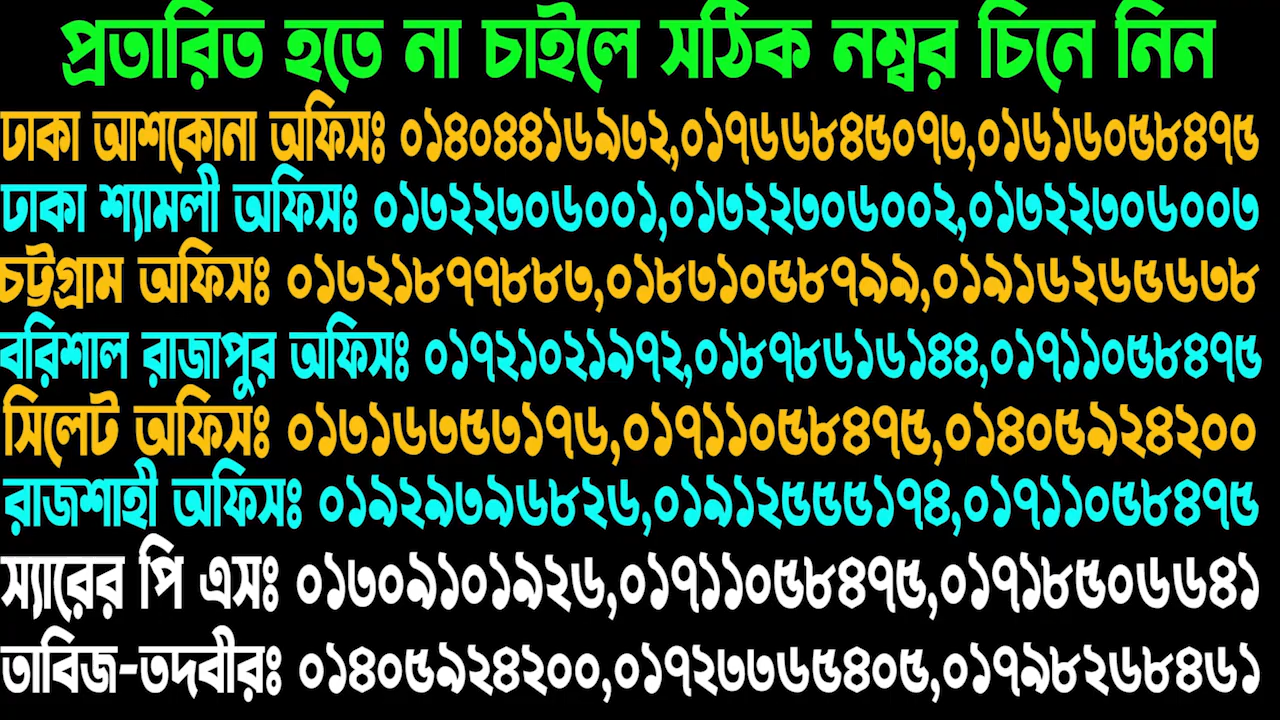 প্রতারিত হতে না চাইলে সঠিক নম্বর চিনে নিন
ঢাকা আশকোনা অফিসঃ ০১৪০৪৪১৬৯৩২,০১৭৬৬৮৪৫০৭৩,০১৬১৬০৫৮৪৭৫
ঢাকা শ্যামলী অফিসঃ ০১৩২২৩০৬০০১,০১৩২২৩০৬০০২,০১৩২২৩০৬০০৩
চট্টগ্রাম অফিসঃ ০১৩২১৮৭৭৮৮৩,০১৮৩১০৫৮৭৯৯,০১৯১৬২৬৫৬৩৮
বরিশাল রাজাপুর অফিসঃ ০১৭২১০২১৯৭২,০১৮৭৮৬১৬১৪৪,০১৭১১০৫৮৪৭৫
সিলেট অফিসঃ ০১৩১৬৩৫৩১৭৬,০১৭১১০৫৮৪৭৫,০১৪০৫৯২৪২০০
রাজশাহী অফিসঃ ০১৯২৯৩৯৬৮২৬,০১৯১২৫৫৫১৭৪,০১৭১১০৫৮৪৭৫
স্যারের পি এসঃ ০১৩০৯১০১৯২৬,০১৭১১০৫৮৪৭৫,০১৭১৮৫০৬৬৪১
তাবিজ-তদবীরঃ ০১৪০৫৯২৪২০০,০১৭২৩৩৬৫৪০৫,০১৭৯৮২৬৮৪৬১